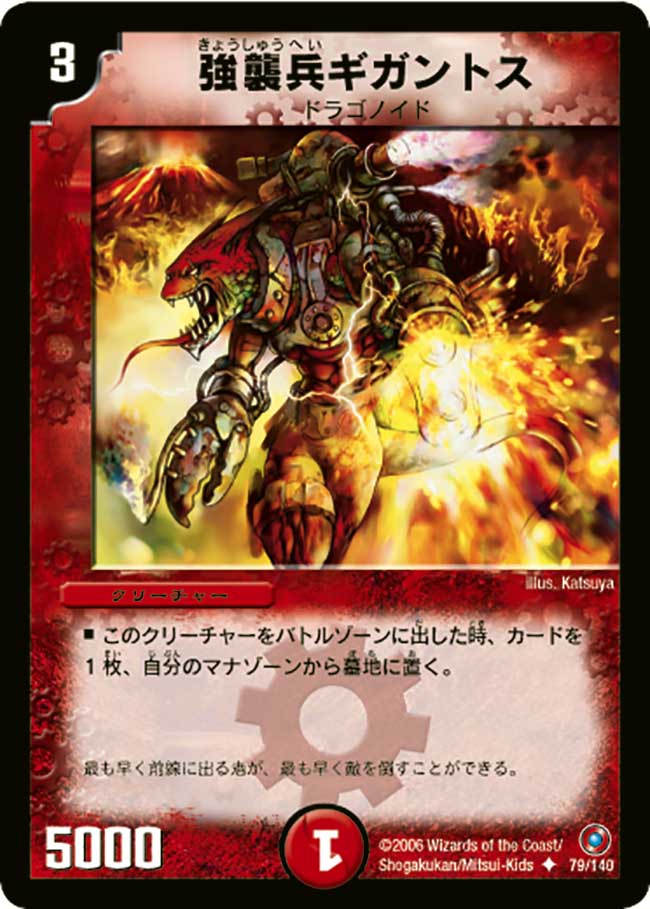 3
きょうしゅうへい
強襲兵ギガントス
ドラゴノイド
illus. Katsuya
クリーチャー
■ このクリーチャーをバトルゾーンに出した時、カードを
1枚、自分のマナゾーンから墓地に置く。
最も早く前線に出る者が、最も早く敵を倒すことができる。
5000
1
©2006 Wizards of the Coast/
Shogakukan/Mitsui-Kids ✦ 79/140